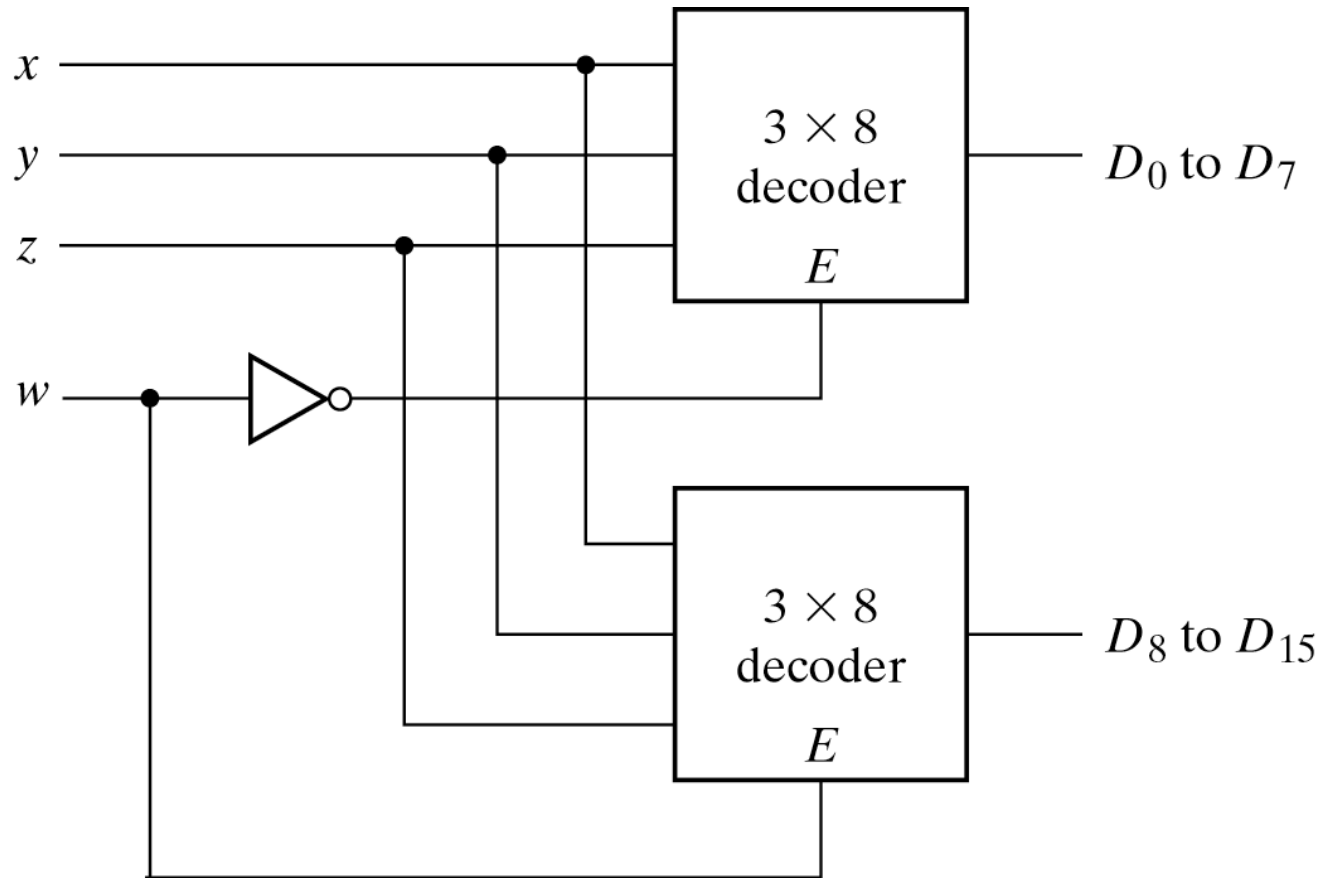 x
y
z
w
3 × 8
decoder
E
D₀ to D₇
3 × 8
decoder
E
D₈ to D₁₅